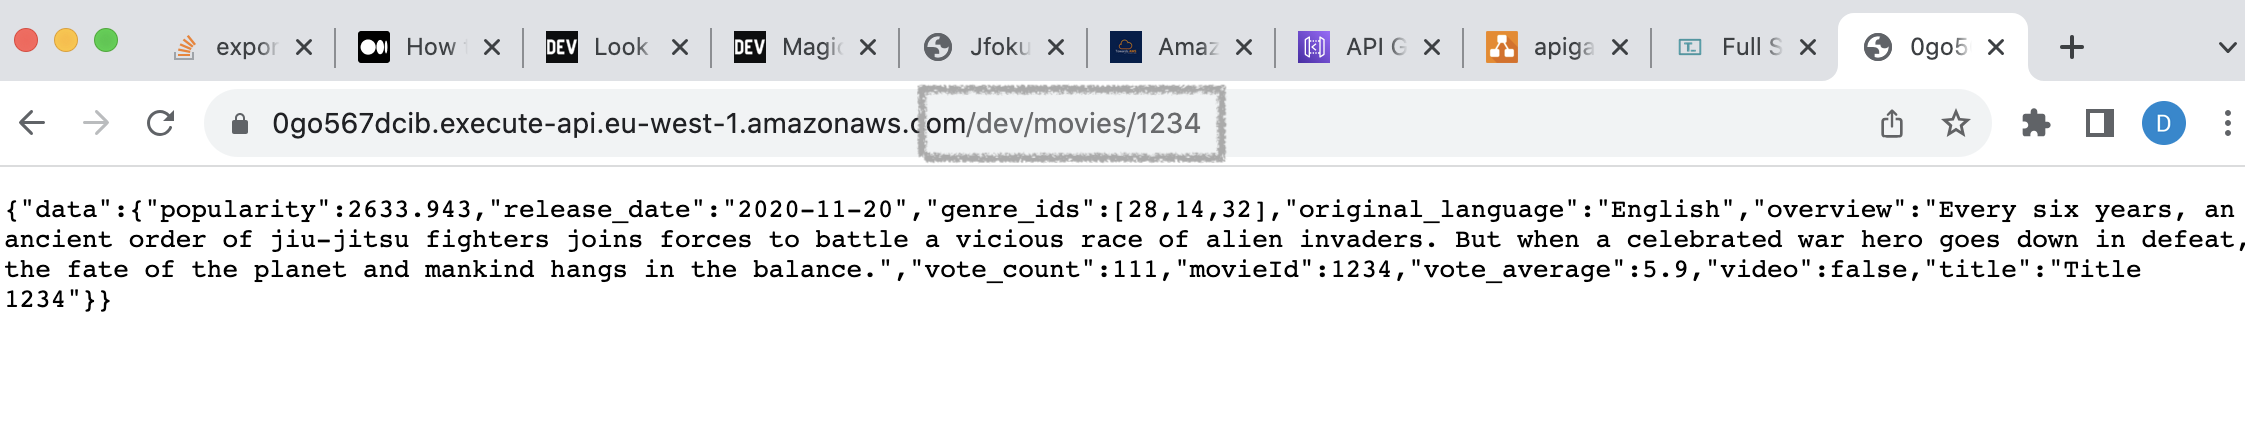 expor
How
DEV Look
DEV Magic
Jfoku
Amaz
API G
apiga
Full S
0go5
0go567dcib.execute-api.eu-west-1.amazonaws.com/dev/movies/1234
D
{"data":{"popularity":2633.943,"release_date":"2020-11-20","genre_ids":[28,14,32],"original_language":"English","overview":"Every six years, an
ancient order of jiu-jitsu fighters joins forces to battle a vicious race of alien invaders. But when a celebrated war hero goes down in defeat,
the fate of the planet and mankind hangs in the balance.","vote_count":111,"movieId":1234,"vote_average":5.9,"video":false,"title":"Title
1234"}}